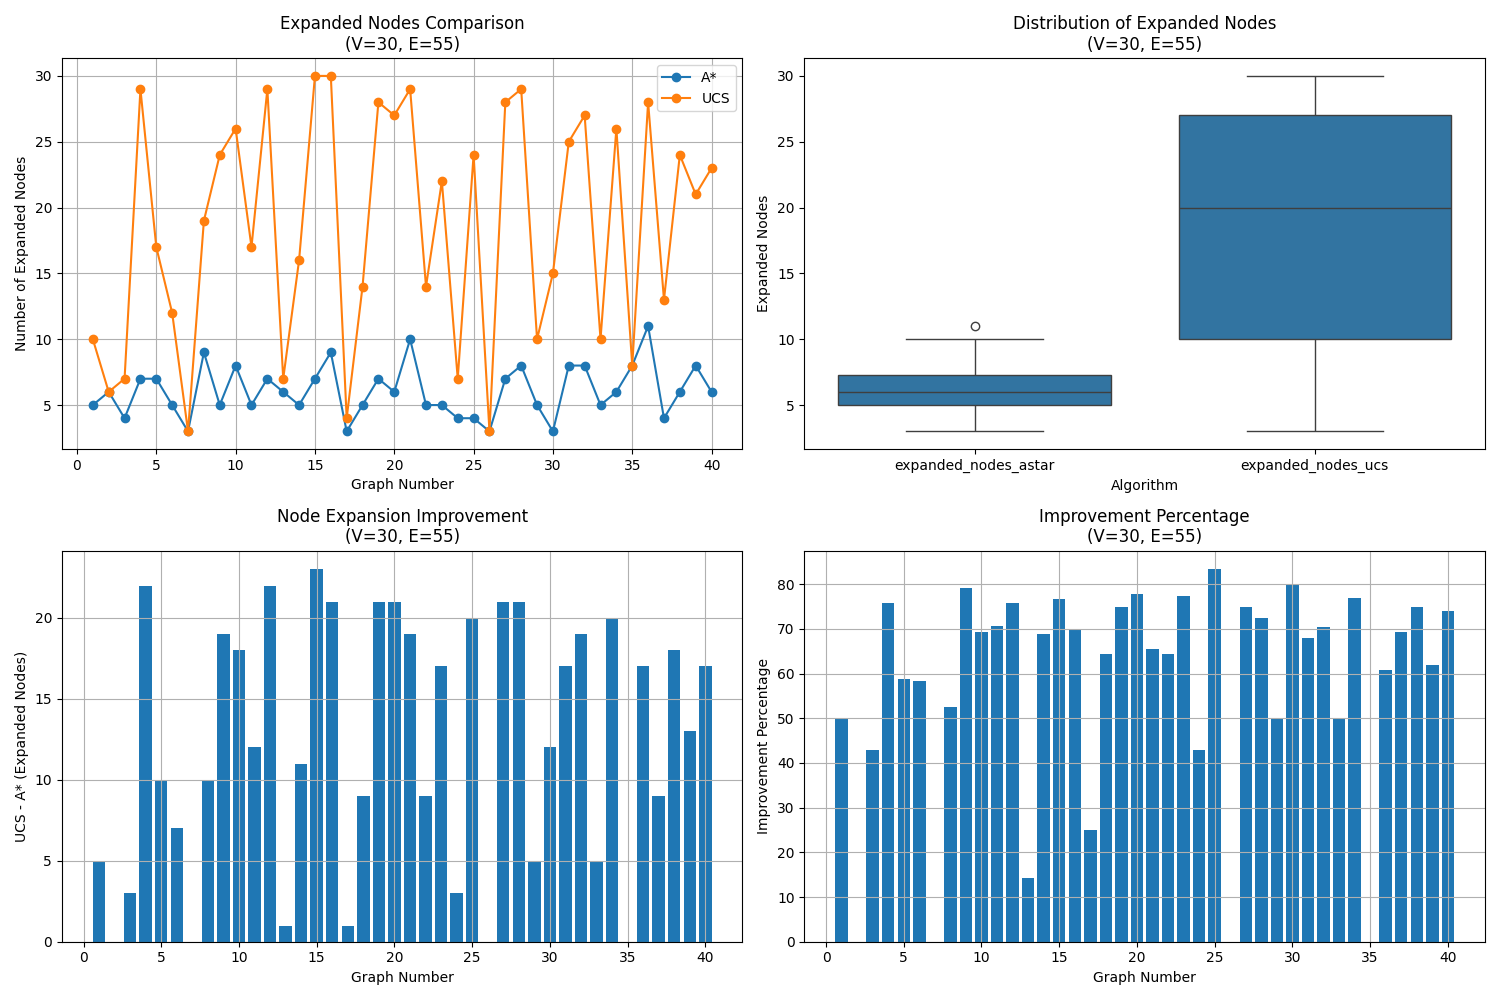 Expanded Nodes Comparison
(V=30, E=55)
Number of Expanded Nodes
30
25
20
15
10
5
A*
UCS
0 5 10 15 20 25 30 35 40
Graph Number
Distribution of Expanded Nodes
(V=30, E=55)
Expanded Nodes
30
25
20
15
10
5
expanded_nodes_astar expanded_nodes_ucs
Algorithm
Node Expansion Improvement
(V=30, E=55)
UCS - A* (Expanded Nodes)
20
15
10
5
0
0 5 10 15 20 25 30 35 40
Graph Number
Improvement Percentage
(V=30, E=55)
Improvement Percentage
80
70
60
50
40
30
20
10
0
0 5 10 15 20 25 30 35 40
Graph Number